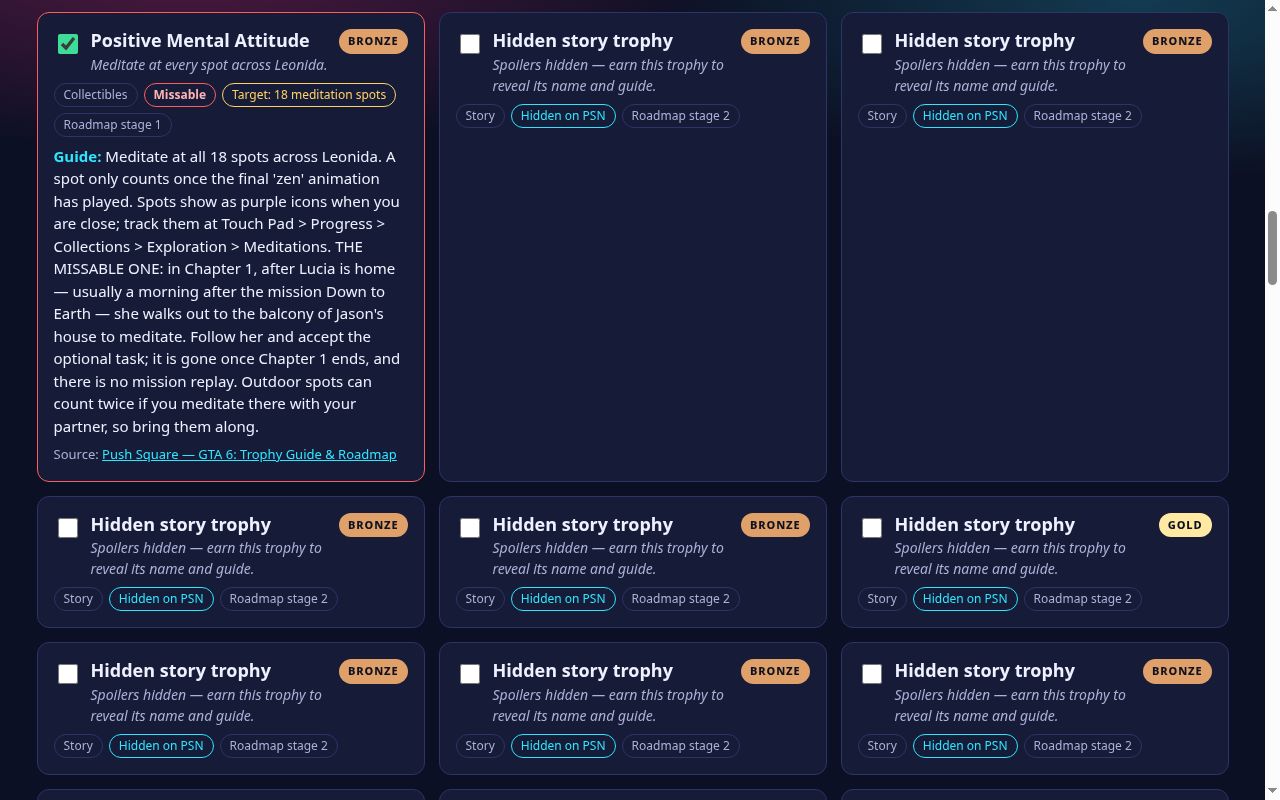 Positive Mental Attitude
BRONZE
Meditate at every spot across Leonida.
Collectibles
Missable
Target: 18 meditation spots
Roadmap stage 1
Guide: Meditate at all 18 spots across Leonida. A
spot only counts once the final 'zen' animation
has played. Spots show as purple icons when you
are close; track them at Touch Pad > Progress >
Collections > Exploration > Meditations. THE
MISSABLE ONE: in Chapter 1, after Lucia is home
— usually a morning after the mission Down to
Earth — she walks out to the balcony of Jason's
house to meditate. Follow her and accept the
optional task; it is gone once Chapter 1 ends, and
there is no mission replay. Outdoor spots can
count twice if you meditate there with your
partner, so bring them along.
Source: Push Square — GTA 6: Trophy Guide & Roadmap
Hidden story trophy
BRONZE
Spoilers hidden — earn this trophy to
reveal its name and guide.
Story
Hidden on PSN
Roadmap stage 2
Hidden story trophy
BRONZE
Spoilers hidden — earn this trophy to
reveal its name and guide.
Story
Hidden on PSN
Roadmap stage 2
Hidden story trophy
BRONZE
Spoilers hidden — earn this trophy to
reveal its name and guide.
Story
Hidden on PSN
Roadmap stage 2
Hidden story trophy
BRONZE
Spoilers hidden — earn this trophy to
reveal its name and guide.
Story
Hidden on PSN
Roadmap stage 2
Hidden story trophy
GOLD
Spoilers hidden — earn this trophy to
reveal its name and guide.
Story
Hidden on PSN
Roadmap stage 2
Hidden story trophy
BRONZE
Spoilers hidden — earn this trophy to
reveal its name and guide.
Story
Hidden on PSN
Roadmap stage 2
Hidden story trophy
BRONZE
Spoilers hidden — earn this trophy to
reveal its name and guide.
Story
Hidden on PSN
Roadmap stage 2
Hidden story trophy
BRONZE
Spoilers hidden — earn this trophy to
reveal its name and guide.
Story
Hidden on PSN
Roadmap stage 2